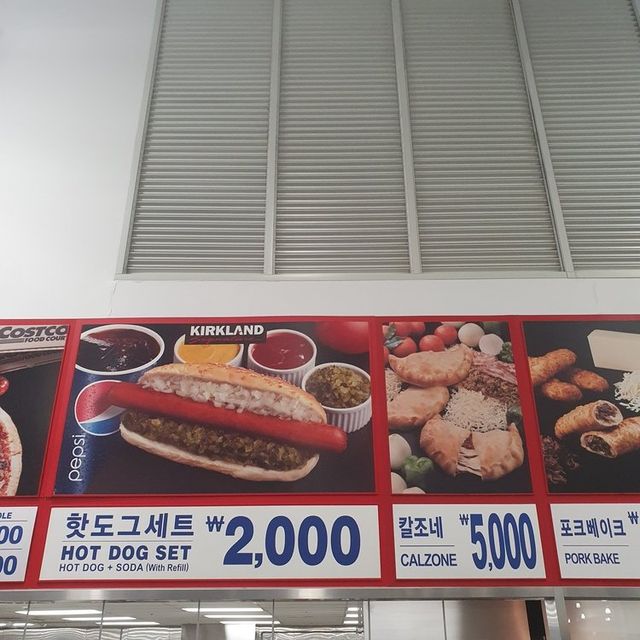 COSTCO
FOOD COURT
KIRKLAND
Signature
pepsi
핫도그세트
HOT DOG SET
HOT DOG + SODA (With Refill)
₩2,000
칼조네
CALZONE
₩5,000
포크베이크
PORK BAKE
₩